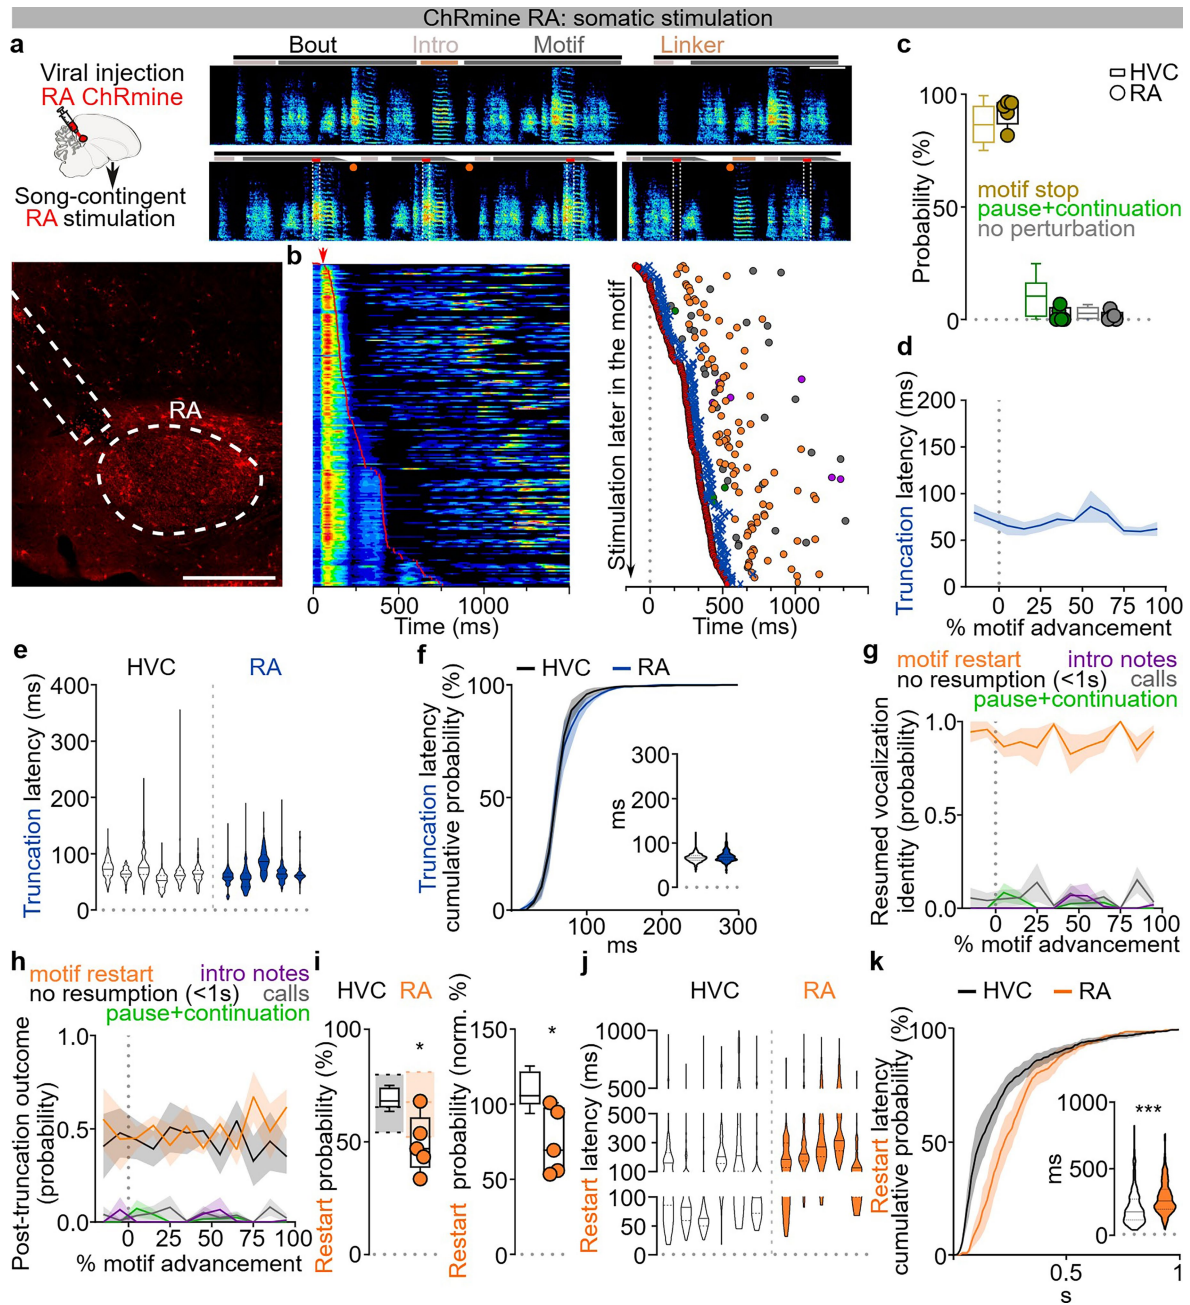 ChRmine RA: somatic stimulation
a
Viral injection
RA ChRmine
Song-contingent
RA stimulation
Bout Intro Motif Linker
RA
b
0 500 1000
Time (ms)
Stimulation later in the motif
0 500 1000
Time (ms)
c
HVC
RA
Probability (%)
100
50
0
motif stop
pause+continuation
no perturbation
d
Truncation latency (ms)
200
150
100
50
0
0 25 50 75 100
% motif advancement
e
HVC RA
Truncation latency (ms)
400
300
200
100
0
f
HVC RA
Truncation latency
cumulative probability (%)
100
50
0
100 200 300
ms
300
200
100
0
ms
g
motif restart intro notes
no resumption (<1s) calls
pause+continuation
Resumed vocalization
identity (probability)
1.0
0.5
0.0
0 25 50 75 100
% motif advancement
h
motif restart intro notes
no resumption (<1s) calls
pause+continuation
Post-truncation outcome
(probability)
1.0
0.5
0.0
0 25 50 75 100
% motif advancement
i
HVC RA
Restart probability (%)
100
50
0
*
Restart probability (norm. %)
150
100
50
0
*
j
HVC RA
Restart latency (ms)
1000
500
500
300
100
100
50
0
k
HVC RA
Restart latency
cumulative probability (%)
100
50
0
0.5 1
s
1000
500
0
ms
***